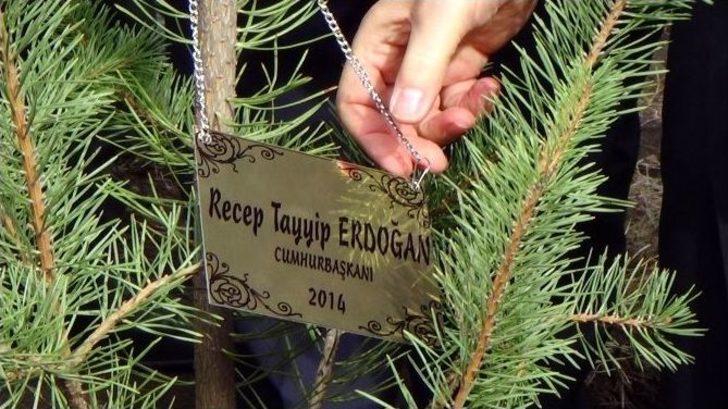 Recep Tayyip ERDOĞAN
CUMHURBAŞKANI
2014